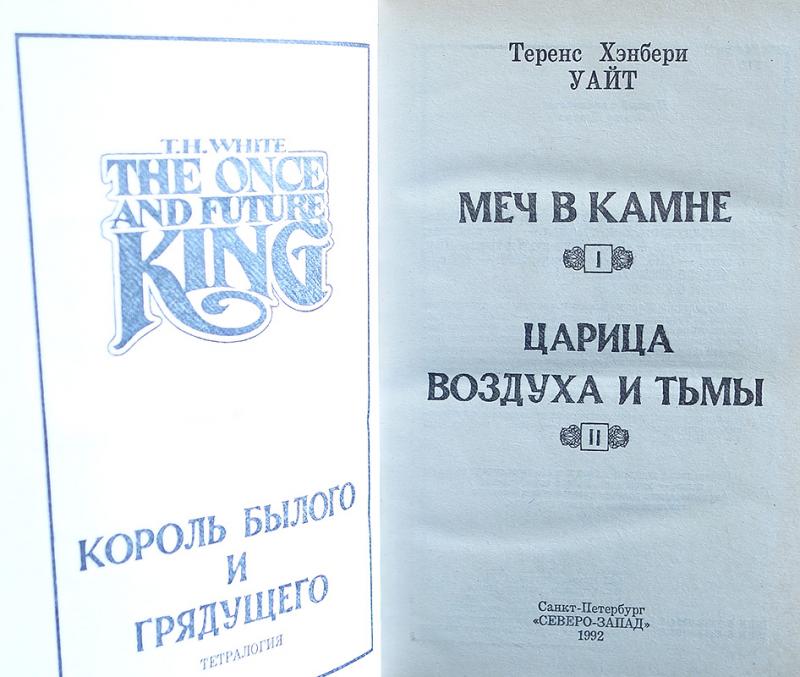 T.H. WHITE
THE ONCE
AND FUTURE
KING
КОРОЛЬ БЫЛОГО
И
ГРЯДУЩЕГО
ТЕТРАЛОГИЯ
Теренс Хэнбери
УАЙТ
МЕЧ В КАМНЕ
I
ЦАРИЦА
ВОЗДУХА И ТЬМЫ
II
Санкт-Петербург
«СЕВЕРО-ЗАПАД»
1992